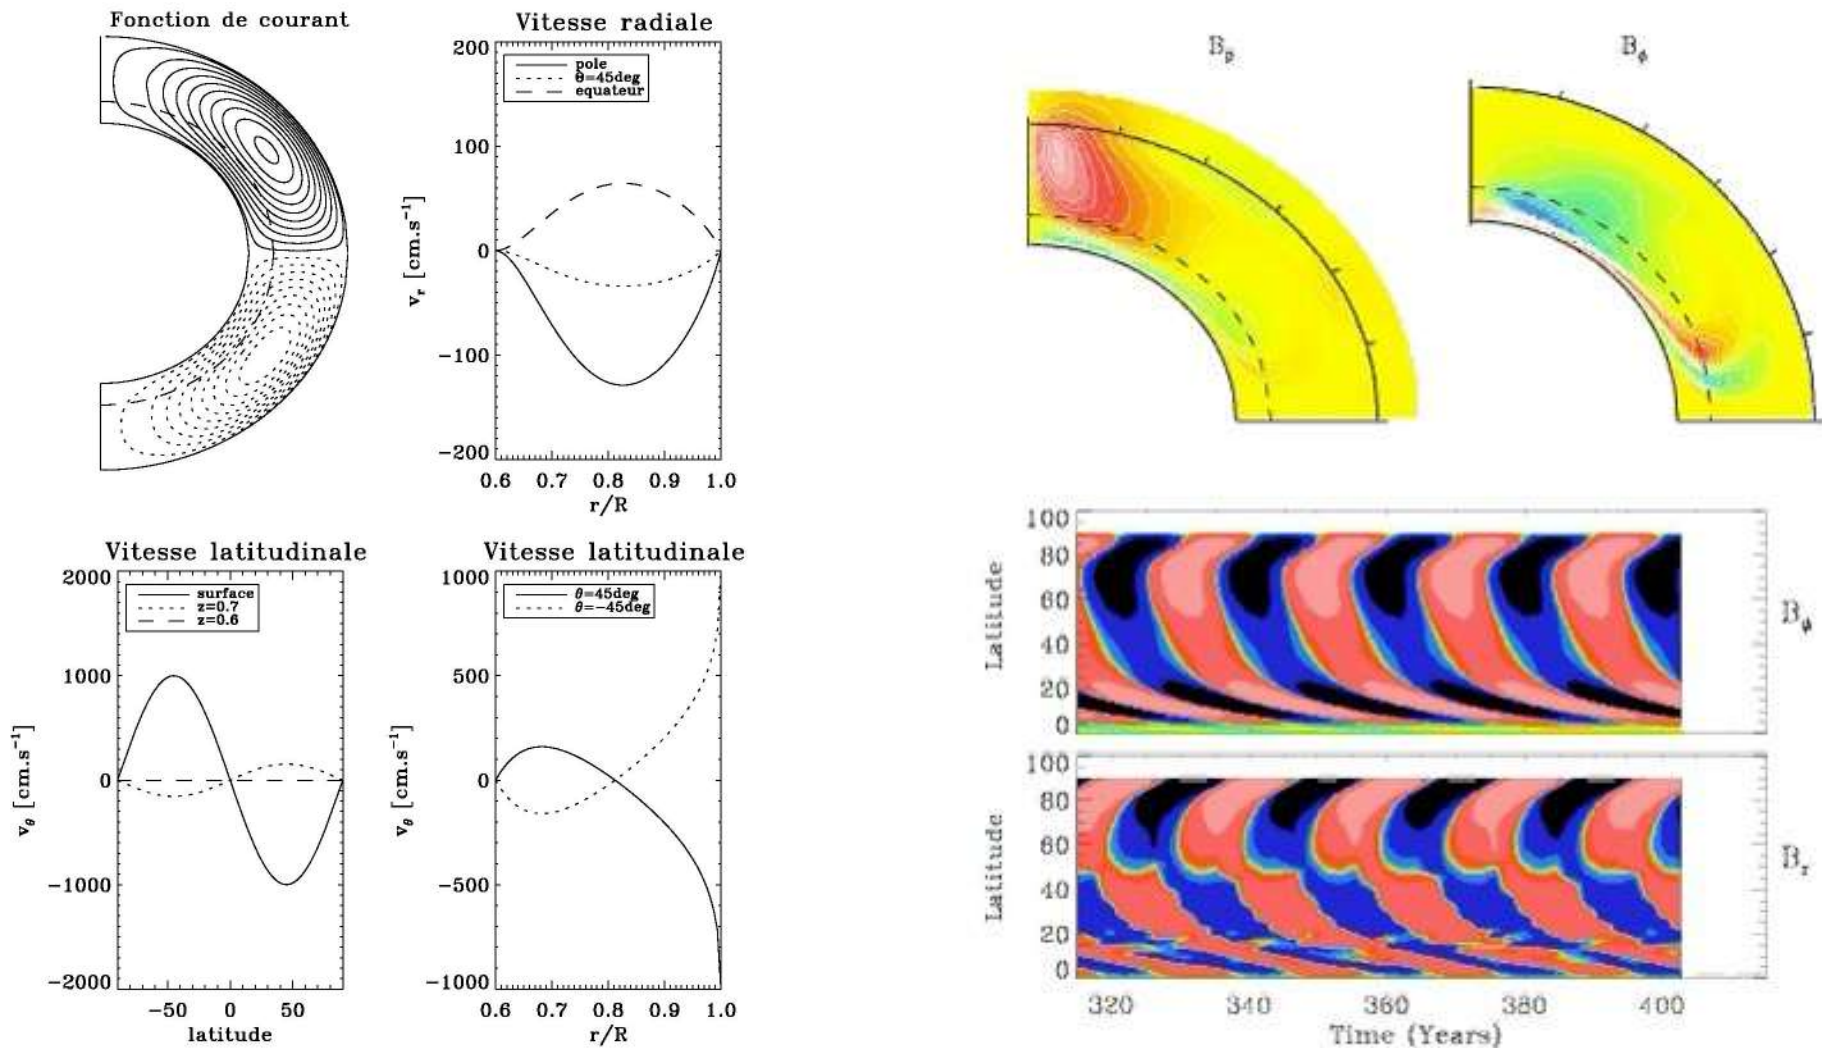 Fonction de courant
Vitesse radiale
200
100
0
−100
−200
v_r [cm.s⁻¹]
pole
θ=45deg
equateur
0.6 0.7 0.8 0.9 1.0
r/R
Vitesse latitudinale
2000
1000
0
−1000
−2000
v_θ [cm.s⁻¹]
surface
z=0.7
z=0.6
−50 0 50
latitude
Vitesse latitudinale
1000
500
0
−500
−1000
v_θ [cm.s⁻¹]
θ=45deg
θ=−45deg
0.6 0.7 0.8 0.9 1.0
r/R
B_ϕ
100
80
60
40
20
0
Latitude
B_ϕ
100
80
60
40
20
0
Latitude
B_r
320 340 360 380 400
Time (Years)